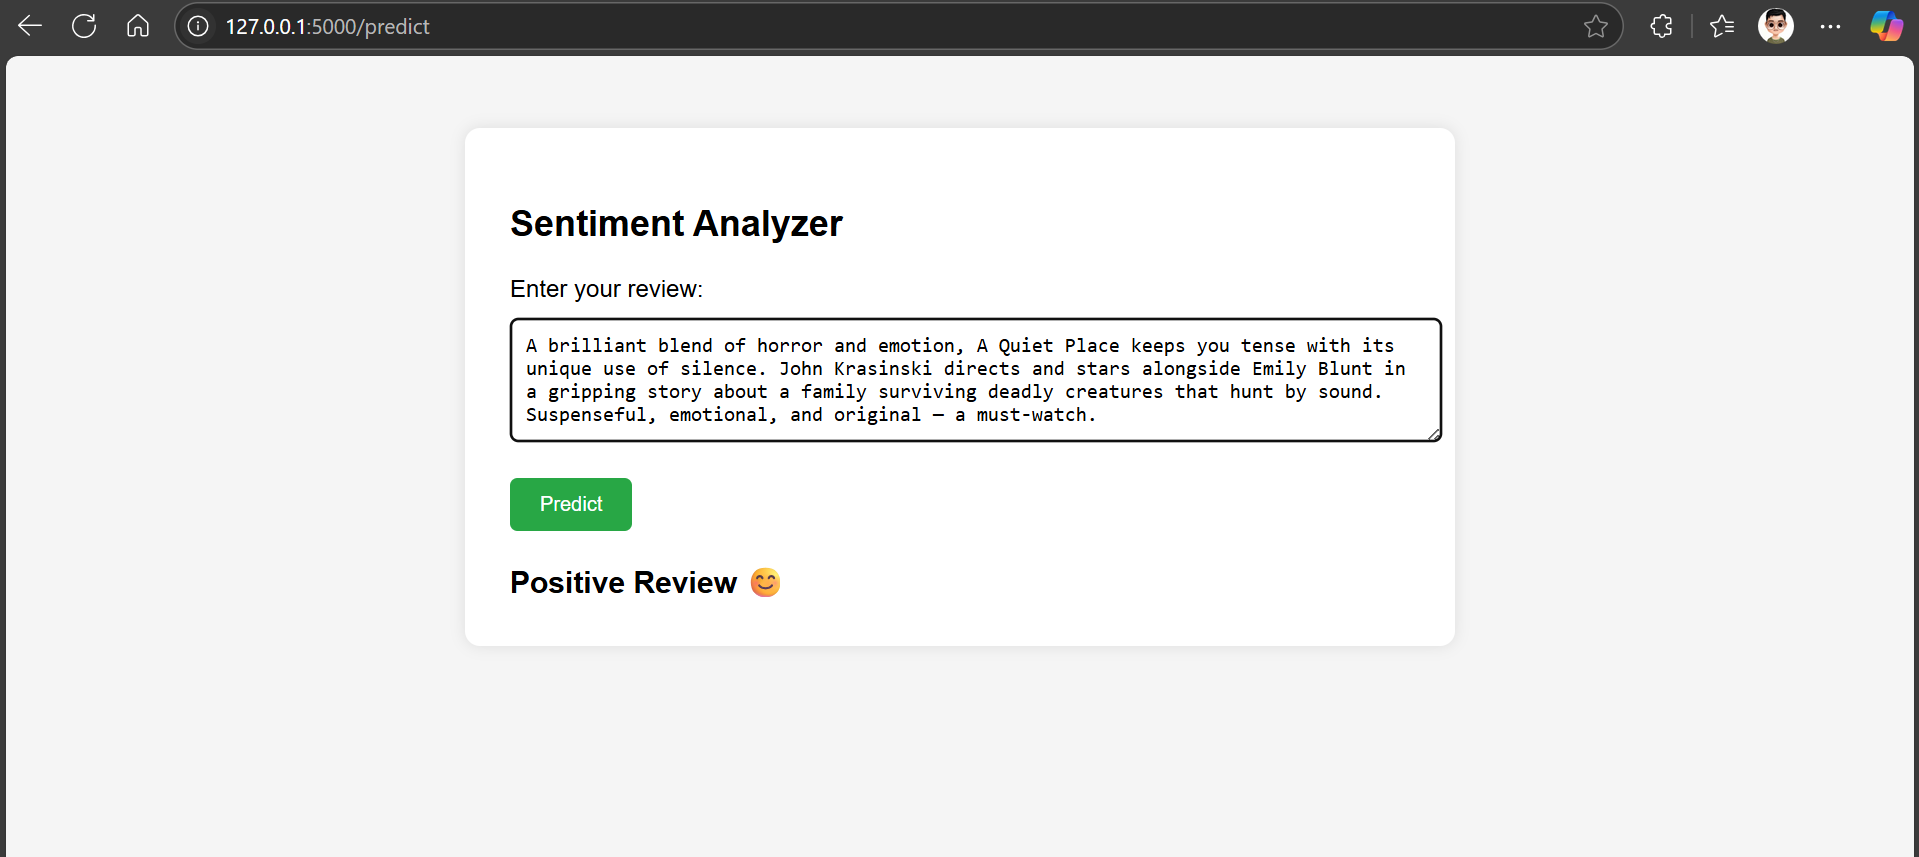 127.0.0.1:5000/predict
Sentiment Analyzer
Enter your review:
A brilliant blend of horror and emotion, A Quiet Place keeps you tense with its
unique use of silence. John Krasinski directs and stars alongside Emily Blunt in
a gripping story about a family surviving deadly creatures that hunt by sound.
Suspenseful, emotional, and original — a must-watch.
Predict
Positive Review 😊